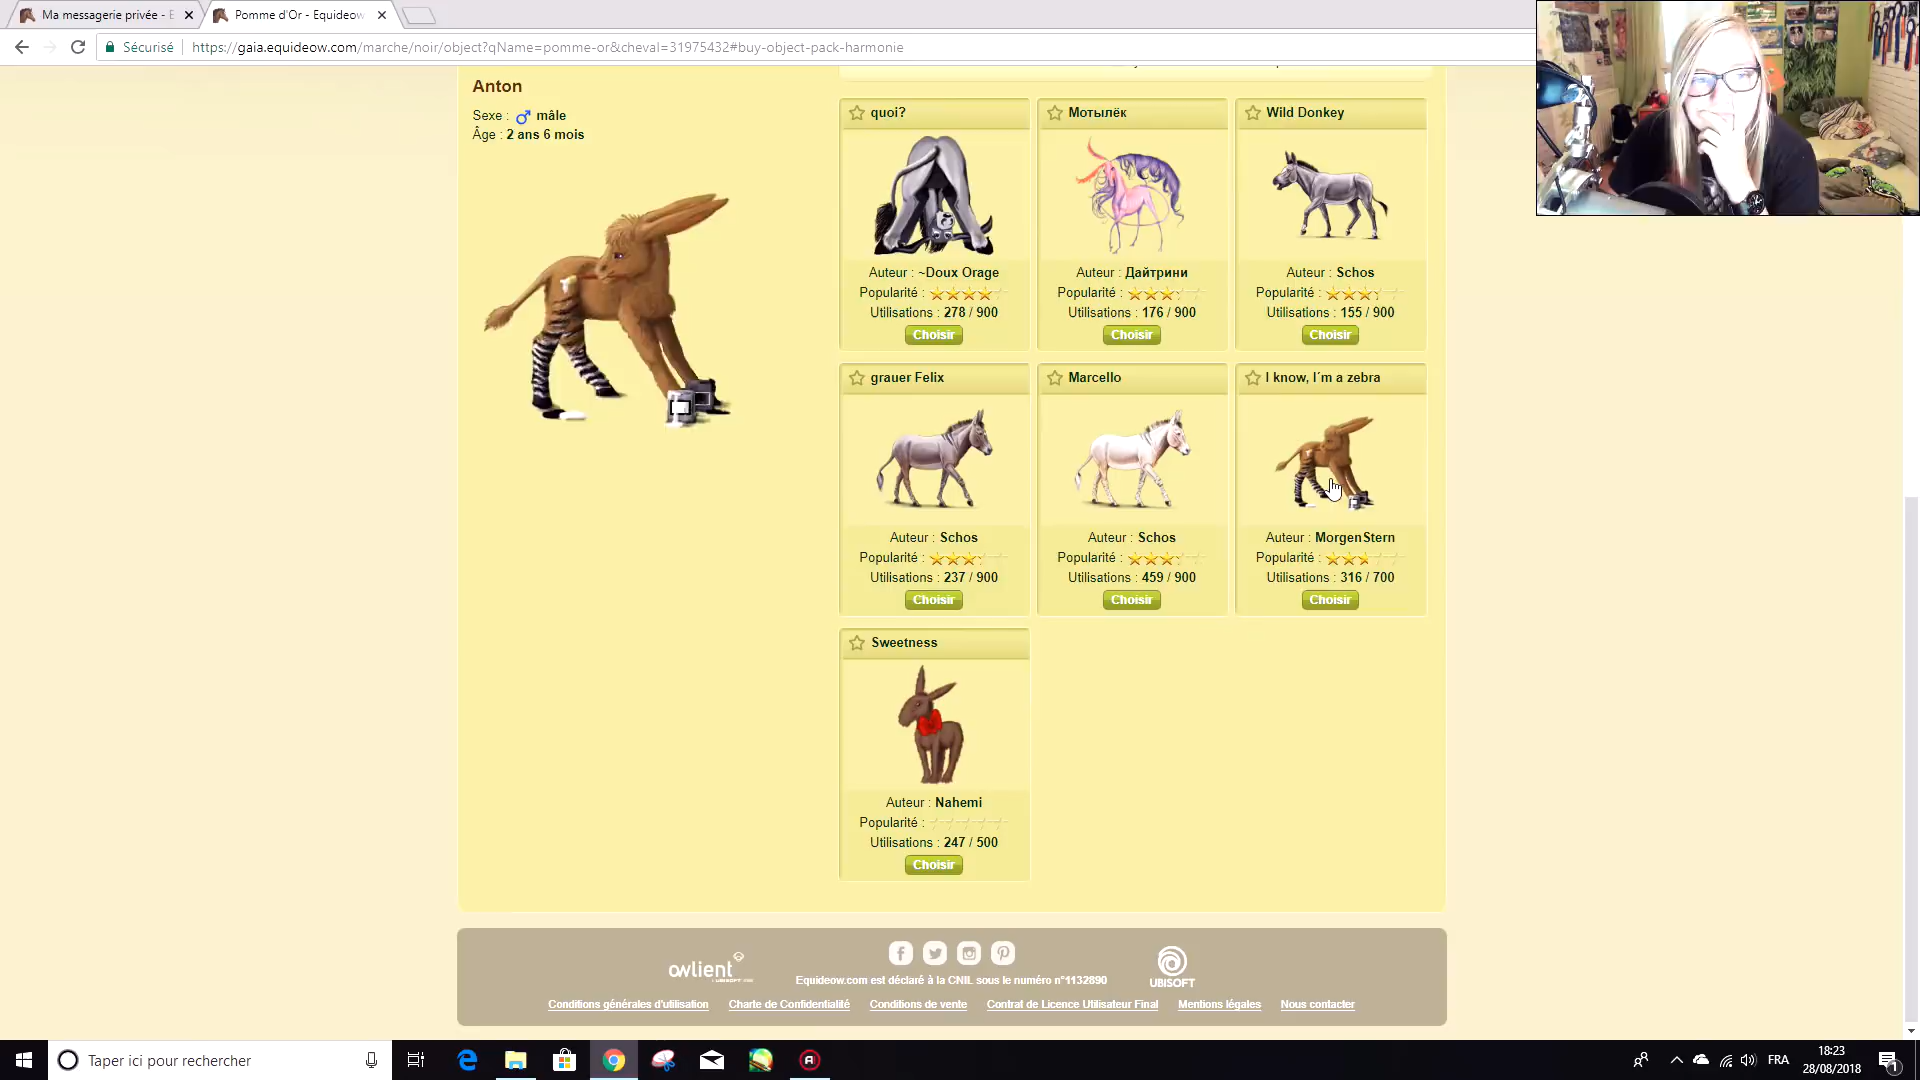 Ma messagerie privée - E
Pomme d'Or - Equideow
Sécurisé
https://gaia.equideow.com/marche/noir/object?qName=pomme-or&cheval=31975432#buy-object-pack-harmonie
Anton
Sexe : ♂ mâle
Âge : 2 ans 6 mois
quoi?
Auteur : ~Doux Orage
Popularité :
Utilisations : 278 / 900
Choisir
Мотылёк
Auteur : Дайтрини
Popularité :
Utilisations : 176 / 900
Choisir
Wild Donkey
Auteur : Schos
Popularité :
Utilisations : 155 / 900
Choisir
grauer Felix
Auteur : Schos
Popularité :
Utilisations : 237 / 900
Choisir
Marcello
Auteur : Schos
Popularité :
Utilisations : 459 / 900
Choisir
I know, I´m a zebra
Auteur : MorgenStern
Popularité :
Utilisations : 316 / 700
Choisir
Sweetness
Auteur : Nahemi
Popularité :
Utilisations : 247 / 500
Choisir
owlient
Equideow.com est déclaré à la CNIL sous le numéro n°1132890
UBISOFT
Conditions générales d'utilisation
Charte de Confidentialité
Conditions de vente
Contrat de Licence Utilisateur Final
Mentions légales
Nous contacter
Taper ici pour rechercher
FRA
18:23
28/08/2018
1